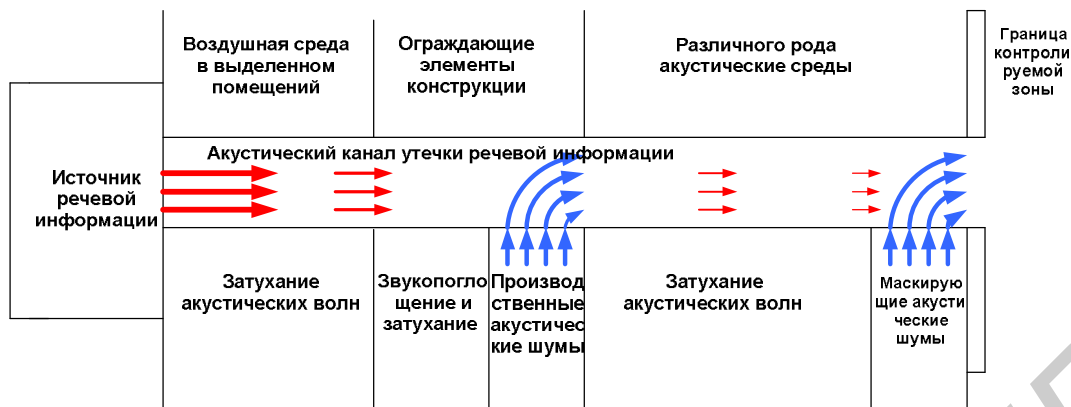 Воздушная среда
в выделенном
помещений
Ограждающие
элементы
конструкции
Различного рода
акустические среды
Граница
контроли
руемой
зоны
Акустический канал утечки речевой информации
Источник
речевой
информации
Затухание
акустических волн
Звукопогло
щение и
затухание
Производ
ственные
акустичес
кие шумы
Затухание
акустических волн
Маскирую
щие акусти
ческие
шумы